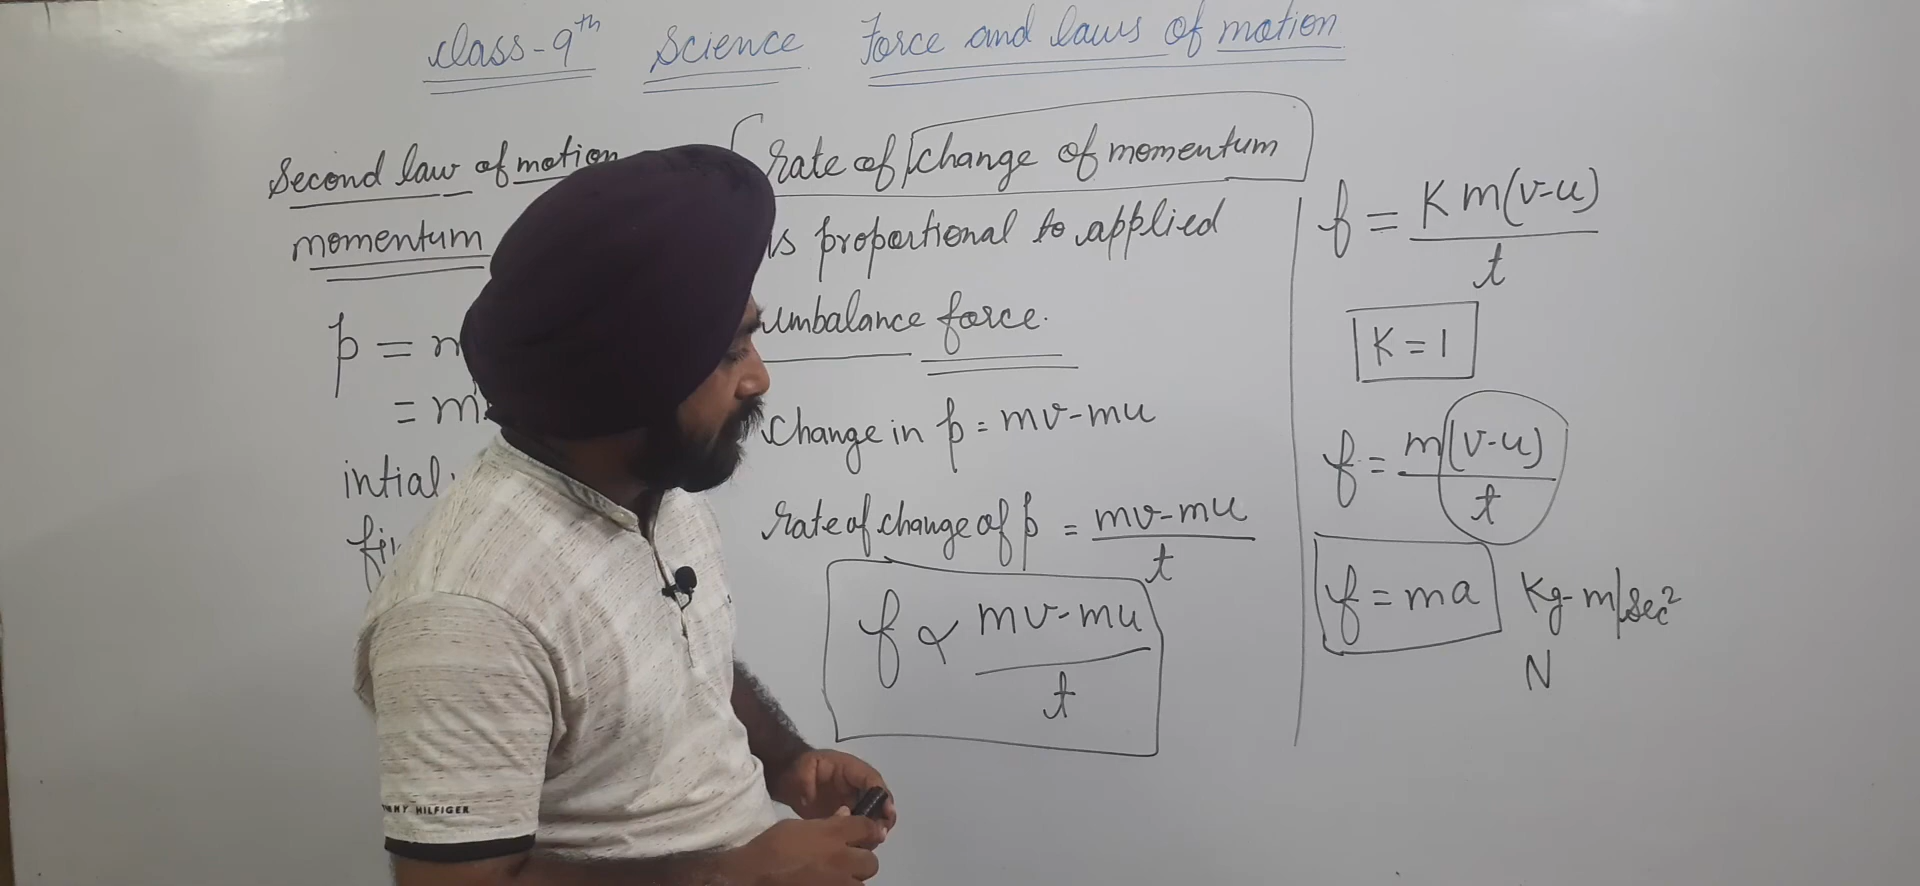 class-9th Science Force and laws of motion
Second law of motion
momentum
p = m
= m
intial
rate of change of momentum
is propertional to applied
umbalance force.
change in p = mv-mu
rate of change of p = mv-mu
t
f ∝ mv-mu
t
f = K m(v-u)
t
K = 1
f = m(v-u)
t
f = ma Kg-m/sec²
N
HILFIGER